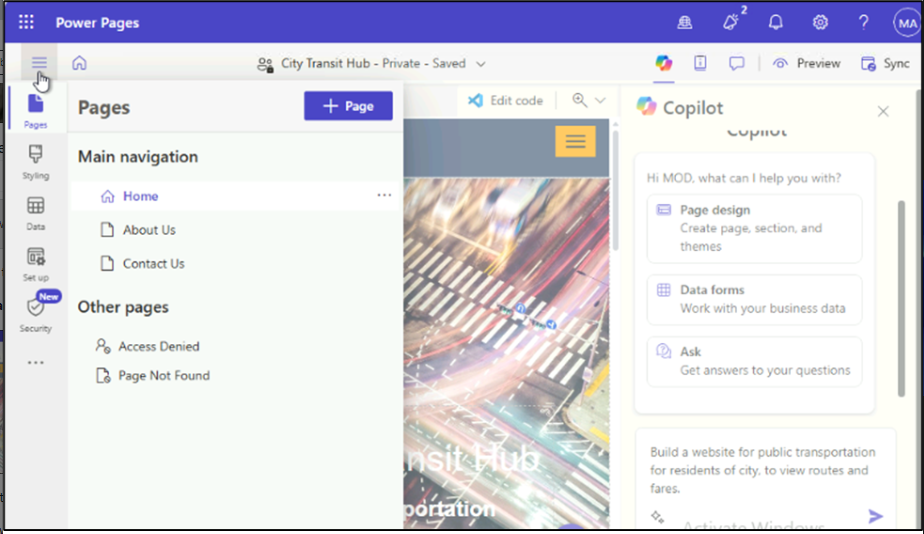 Power Pages
2
MA
City Transit Hub - Private - Saved
Preview
Sync
Pages
Styling
Data
Set up
New
Security
Pages
+ Page
Main navigation
Home
About Us
Contact Us
Other pages
Access Denied
Page Not Found
Edit code
nsit Hub
portation
Copilot
Copilot
Hi MOD, what can I help you with?
Page design
Create page, section, and
themes
Data forms
Work with your business data
Ask
Get answers to your questions
Build a website for public transportation
for residents of city, to view routes and
fares.
Activate Windows